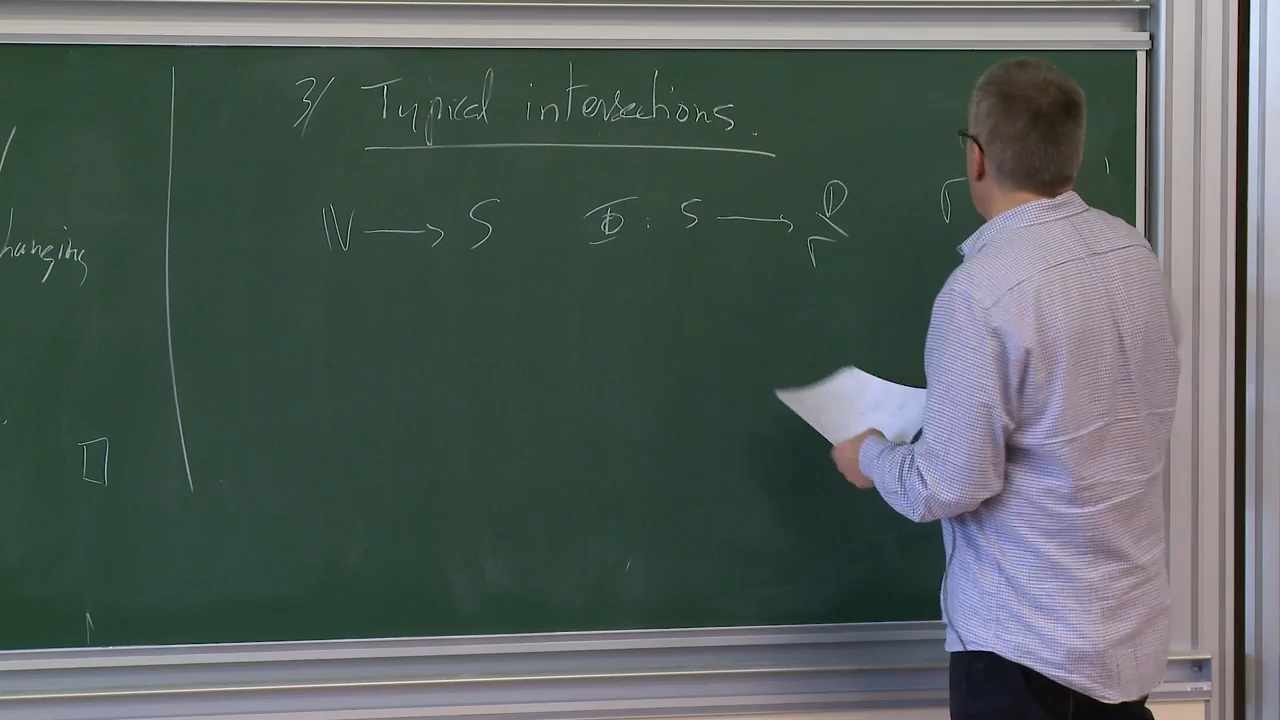 3/ Typical intersections.
𝕍 ⟶ S Φ : S ⟶ Γ\D Γ
hanging
□